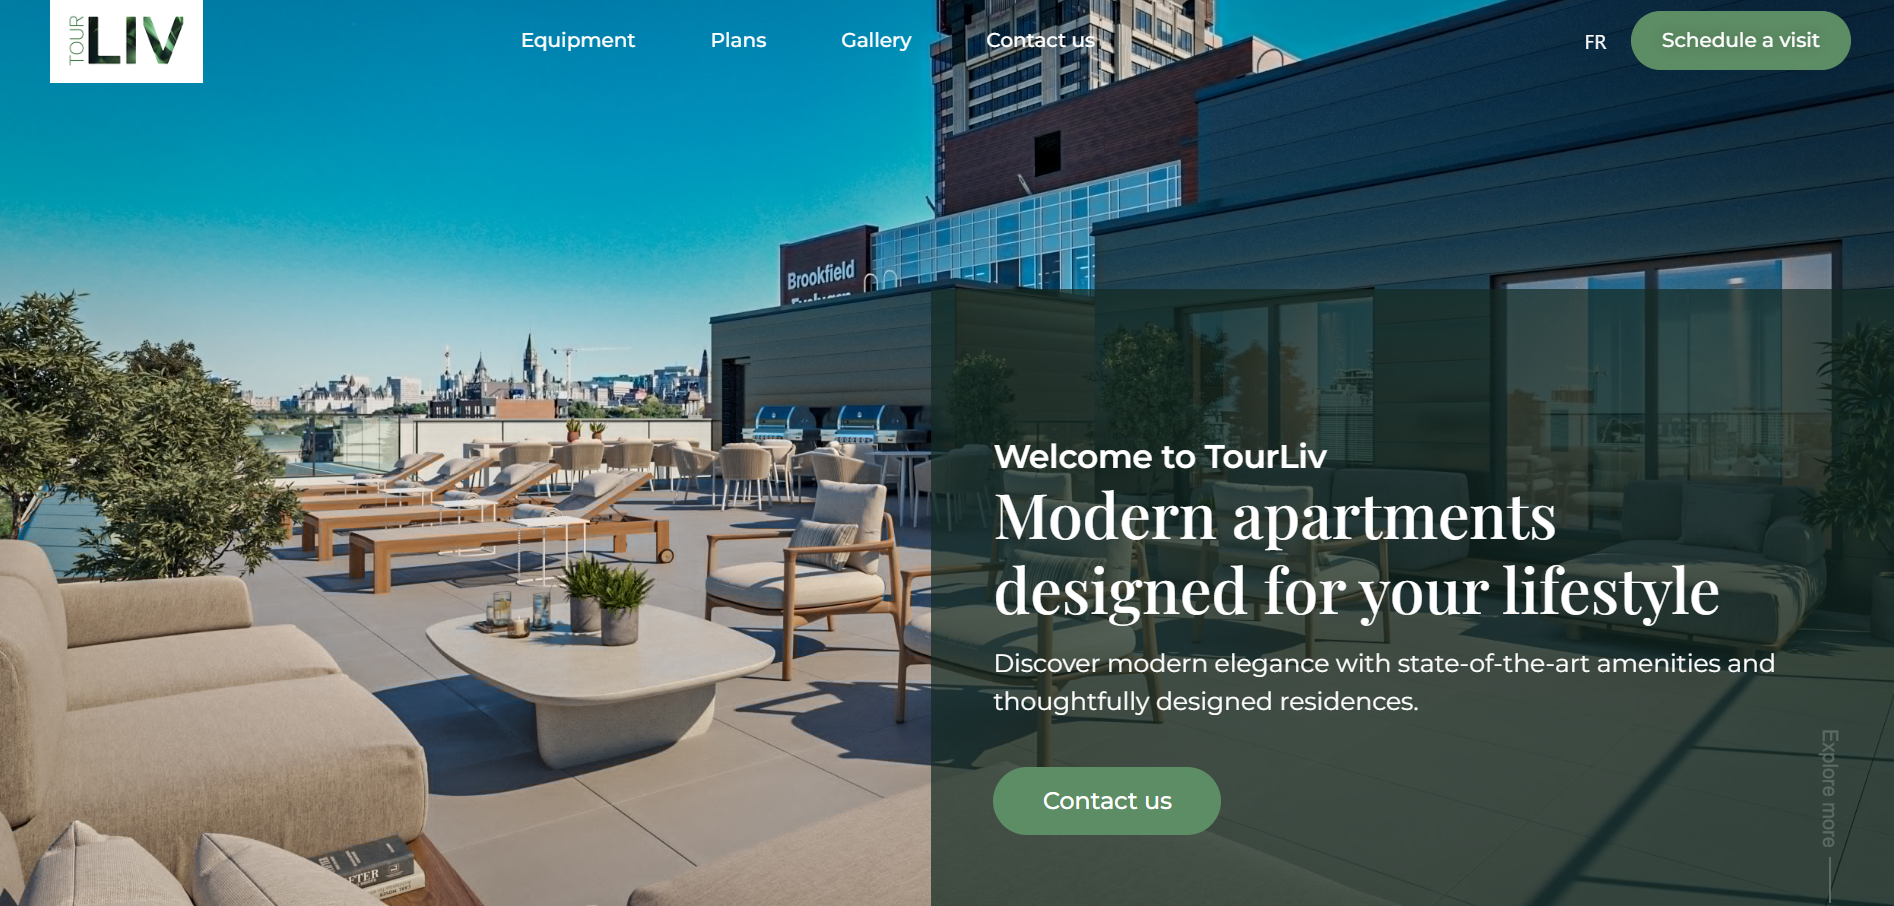 TOUR LIV
Equipment
Plans
Gallery
Contact us
FR
Schedule a visit
Brookfield
Welcome to TourLiv
Modern apartments
designed for your lifestyle
Discover modern elegance with state-of-the-art amenities and
thoughtfully designed residences.
Contact us
Explore more